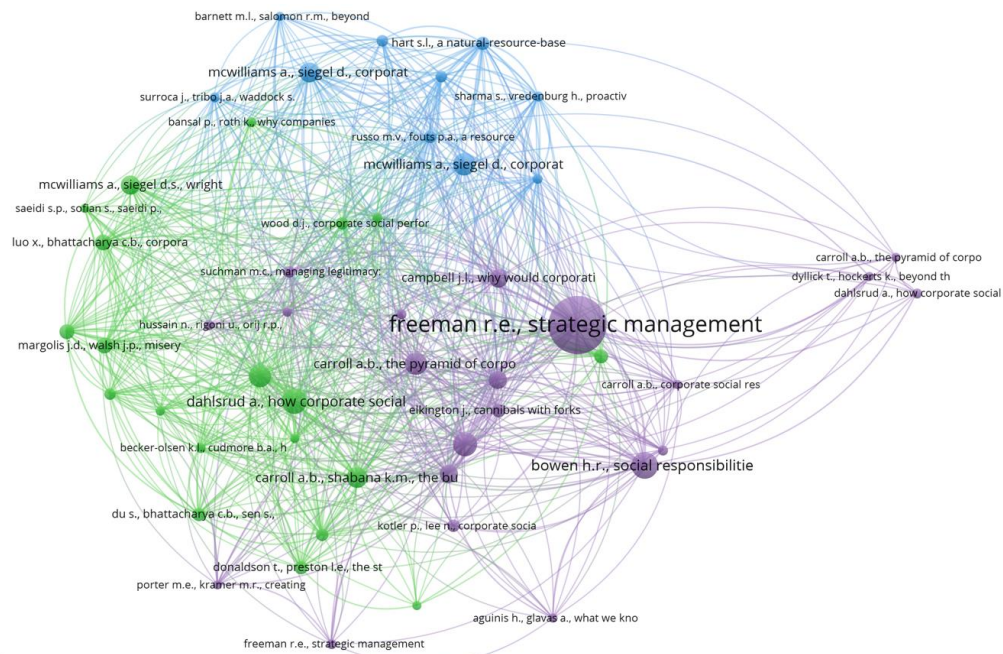 barnett m.l., salomon r.m., beyond
hart s.l., a natural-resource-base
mcwilliams a., siegel d., corporat
surroca j., tribo j.a., waddock s.
sharma s., vredenburg h., proactiv
bansal p., roth k., why companies
russo m.v., fouts p.a., a resource
mcwilliams a., siegel d., corporat
mcwilliams a., siegel d.s., wright
saeidi s.p., sofian s., saeidi p.,
wood d.j., corporate social perfor
luo x., bhattacharya c.b., corpora
carroll a.b., the pyramid of corpo
suchman m.c., managing legitimacy:
campbell j.l., why would corporati
dyllick t., hockerts k., beyond th
dahlsrud a., how corporate social
hussain n., rigoni u., orij r.p.,
freeman r.e., strategic management
margolis j.d., walsh j.p., misery
carroll a.b., the pyramid of corpo
carroll a.b., corporate social res
dahlsrud a., how corporate social
elkington j., cannibals with forks
becker-olsen k.l., cudmore b.a., h
bowen h.r., social responsibilitie
carroll a.b., shabana k.m., the bu
du s., bhattacharya c.b., sen s.,
kotler p., lee n., corporate socia
donaldson t., preston l.e., the st
porter m.e., kramer m.r., creating
aguinis h., glavas a., what we kno
freeman r.e., strategic management